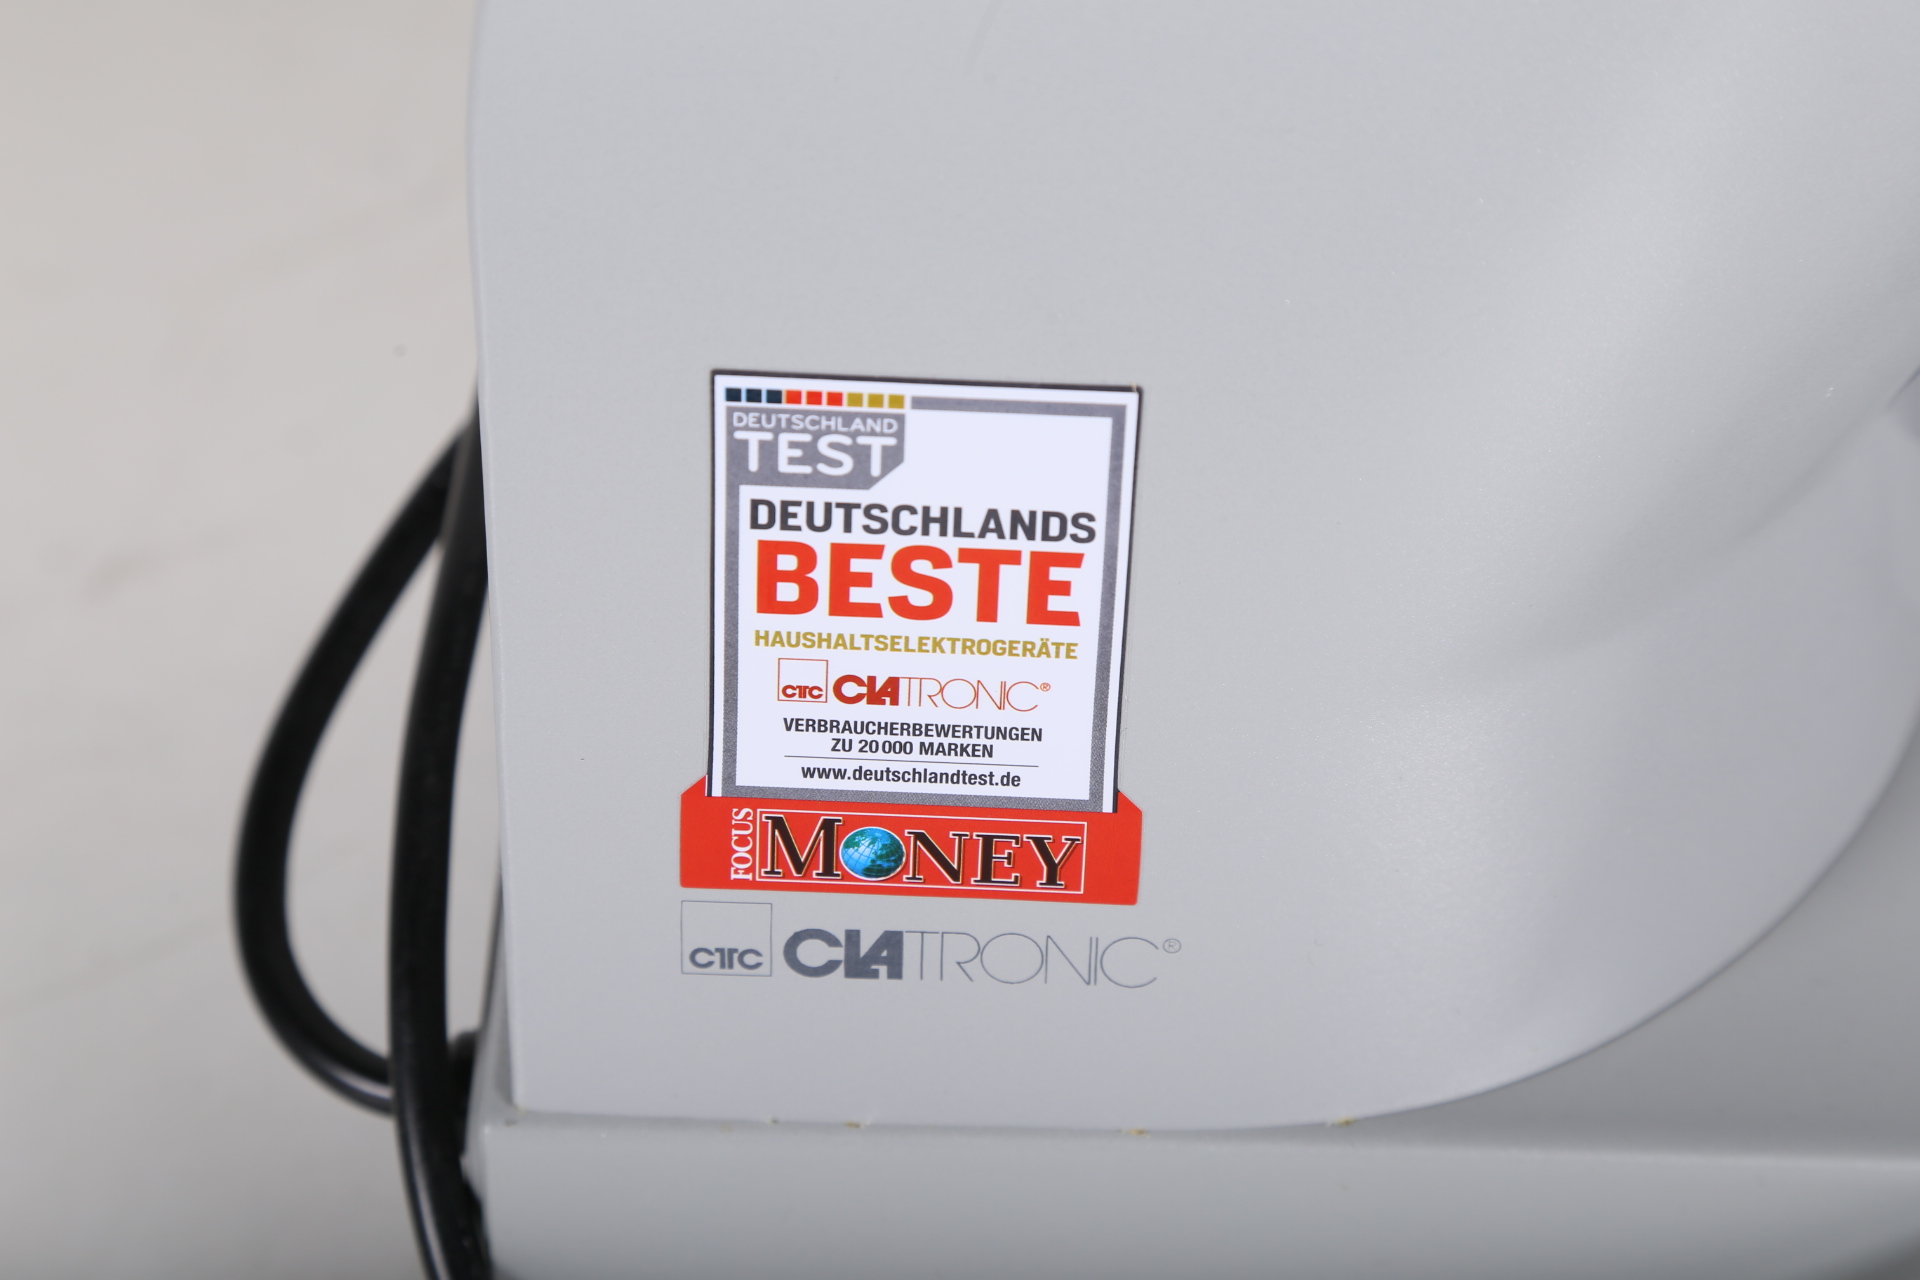 DEUTSCHLAND
TEST
DEUTSCHLANDS
BESTE
HAUSHALTSELEKTROGERÄTE
CTC CLATRONIC®
VERBRAUCHERBEWERTUNGEN
ZU 20 000 MARKEN
www.deutschlandtest.de
FOCUS MONEY
CTC CLATRONIC®